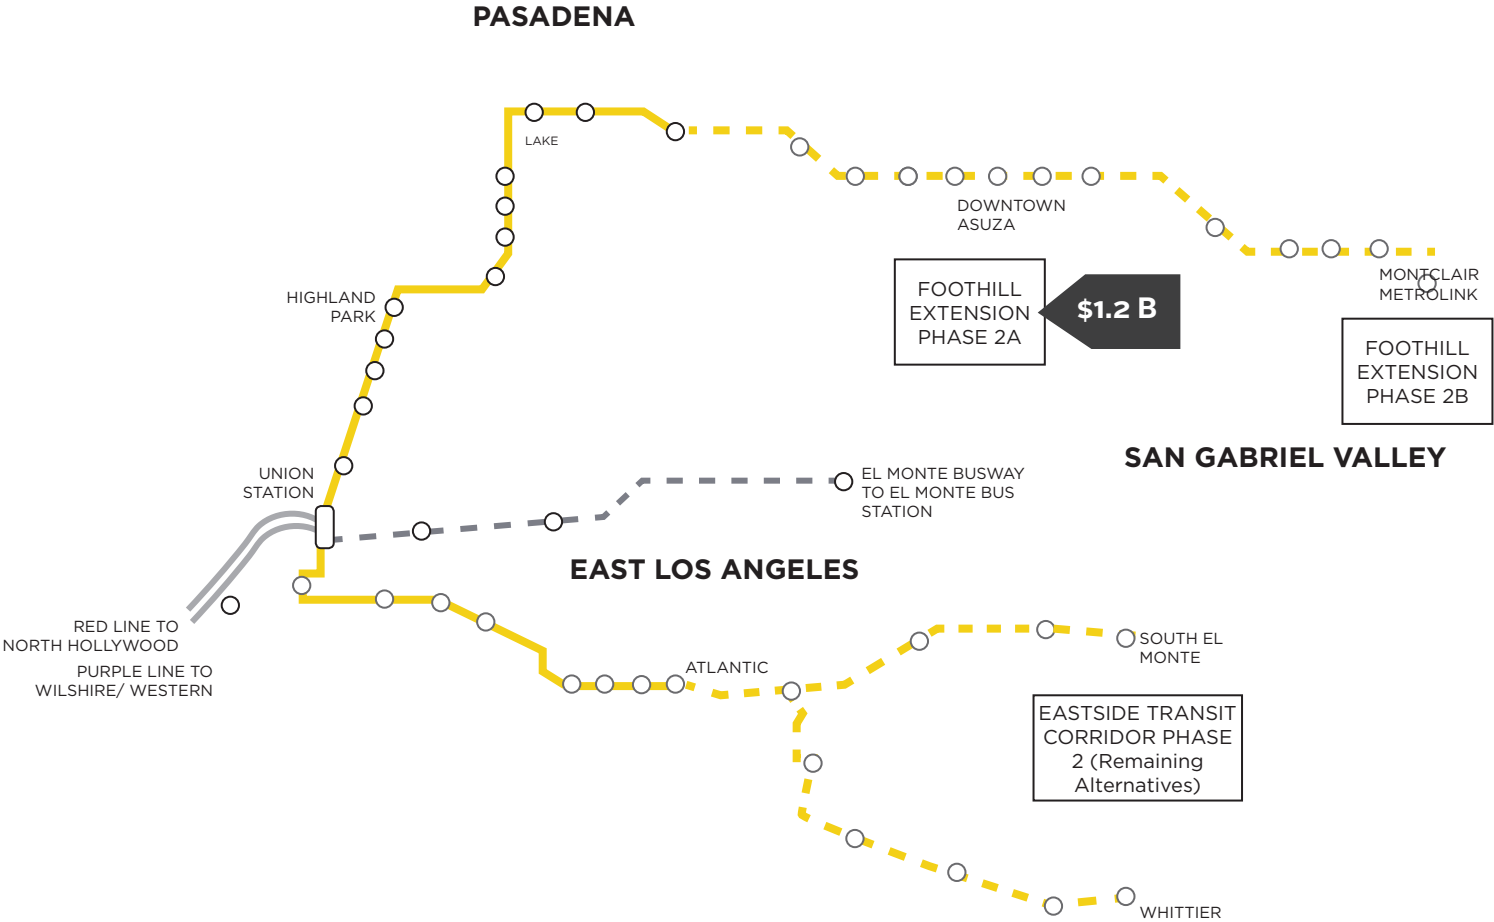 PASADENA
LAKE
DOWNTOWN
ASUZA
HIGHLAND
PARK
FOOTHILL
EXTENSION
PHASE 2A
$1.2 B
MONTCLAIR
METROLINK
FOOTHILL
EXTENSION
PHASE 2B
SAN GABRIEL VALLEY
UNION
STATION
EL MONTE BUSWAY
TO EL MONTE BUS
STATION
EAST LOS ANGELES
RED LINE TO
NORTH HOLLYWOOD
PURPLE LINE TO
WILSHIRE/ WESTERN
ATLANTIC
SOUTH EL
MONTE
EASTSIDE TRANSIT
CORRIDOR PHASE
2 (Remaining
Alternatives)
WHITTIER